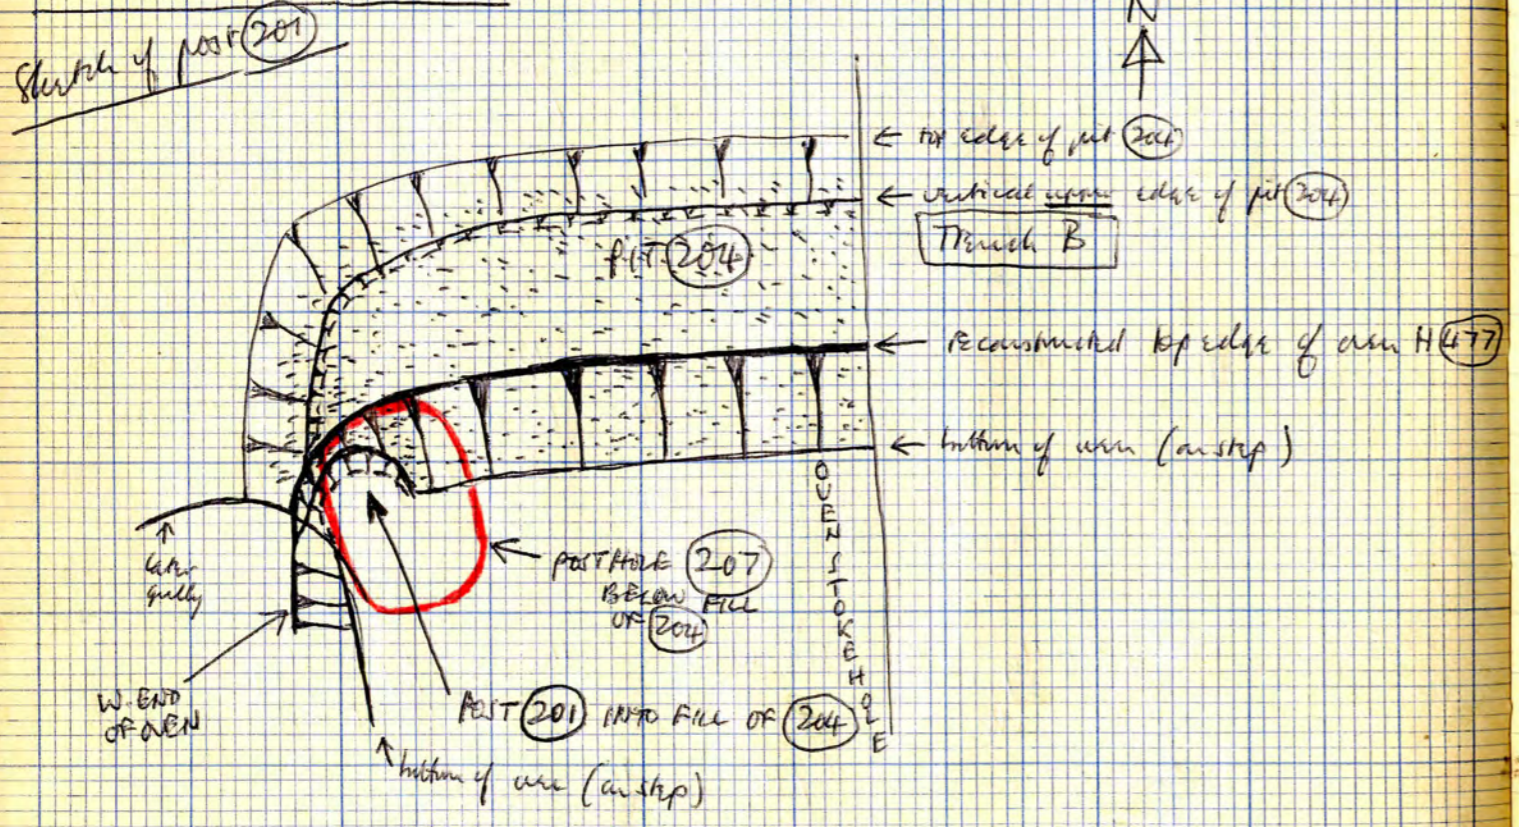 Sketch of post 201
N
← top edge of pit 204
← vertical upper edge of pit 204
Trench B
PIT 204
← reconstructed top edge of oven H 477
← bottom of oven (or step)
OVEN STOKEHOLE
later
gully
POSTHOLE 207
BELOW FILL
OF 204
W. END
OF OVEN
POST 201 INTO FILL OF 204
bottom of oven (or step)